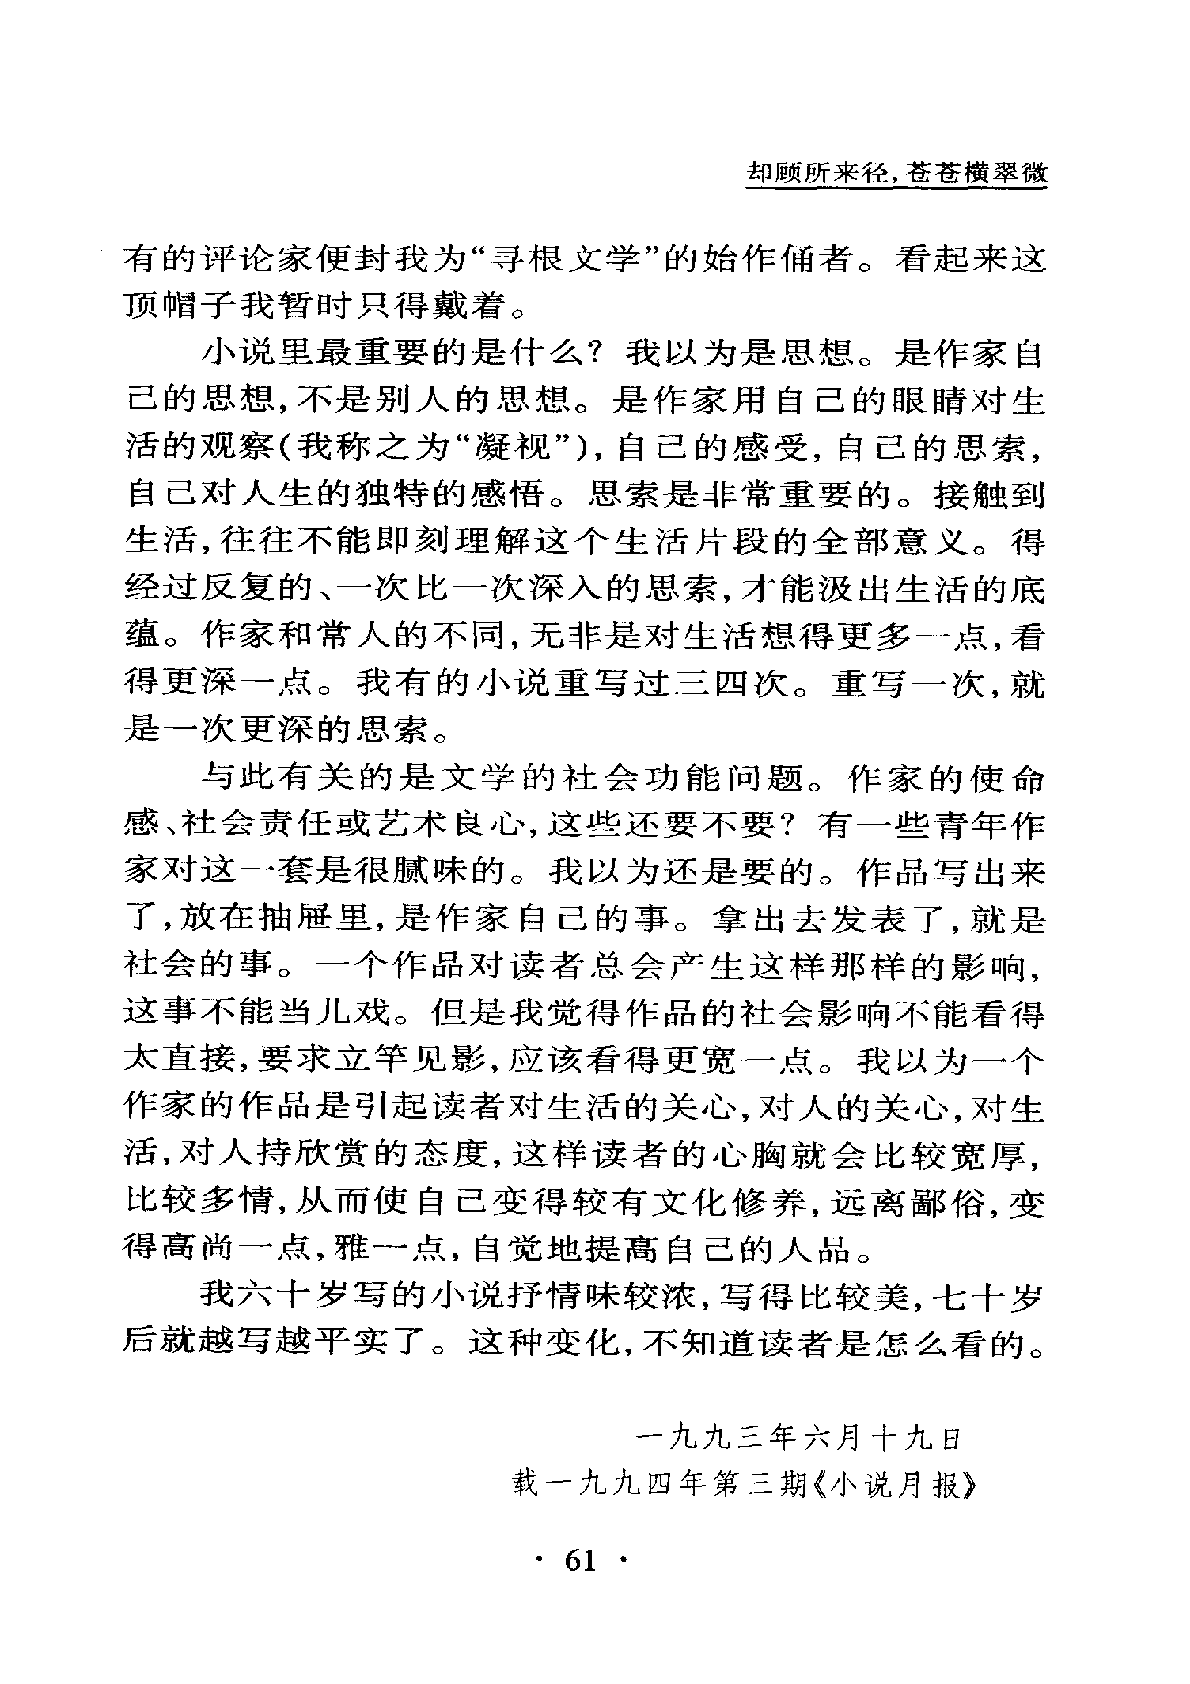 却顾所来径,苍苍横翠微
有的评论家便封我为“寻根文学”的始作俑者。看起来这
顶帽子我暂时只得戴着。
小说里最重要的是什么？我以为是思想。是作家自
己的思想,不是别人的思想。是作家用自己的眼睛对生
活的观察(我称之为“凝视”),自己的感受,自己的思索,
自己对人生的独特的感悟。思索是非常重要的。接触到
生活,往往不能即刻理解这个生活片段的全部意义。得
经过反复的、一次比一次深入的思索,才能汲出生活的底
蕴。作家和常人的不同,无非是对生活想得更多一点,看
得更深一点。我有的小说重写过三四次。重写一次,就
是一次更深的思索。
与此有关的是文学的社会功能问题。作家的使命
感、社会责任或艺术良心,这些还要不要？有一些青年作
家对这一套是很腻味的。我以为还是要的。作品写出来
了,放在抽屉里,是作家自己的事。拿出去发表了,就是
社会的事。一个作品对读者总会产生这样那样的影响,
这事不能当儿戏。但是我觉得作品的社会影响不能看得
太直接,要求立竿见影,应该看得更宽一点。我以为一个
作家的作品是引起读者对生活的关心,对人的关心,对生
活,对人持欣赏的态度,这样读者的心胸就会比较宽厚,
比较多情,从而使自己变得较有文化修养,远离鄙俗,变
得高尚一点,雅一点,自觉地提高自己的人品。
我六十岁写的小说抒情味较浓,写得比较美,七十岁
后就越写越平实了。这种变化,不知道读者是怎么看的。
一九九三年六月十九日
载一九九四年第三期《小说月报》
· 61 ·